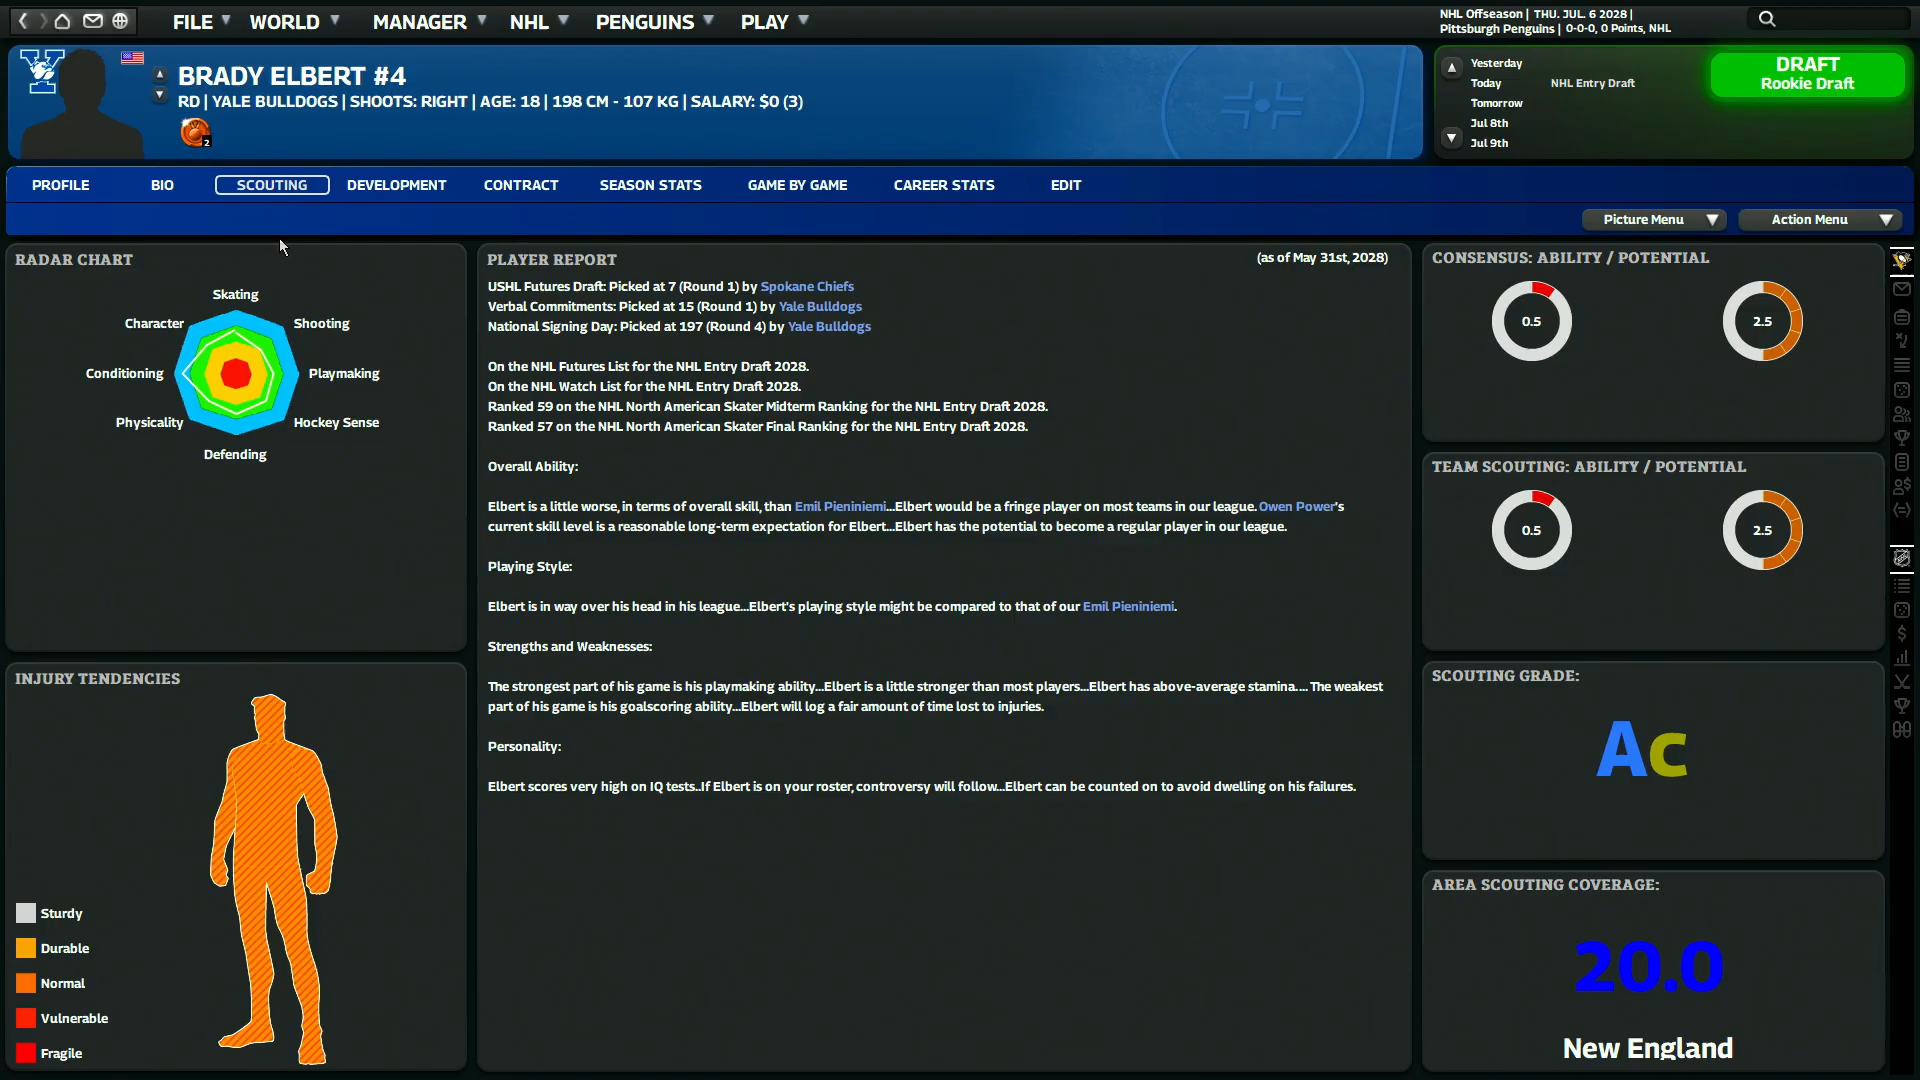 FILE WORLD MANAGER NHL PENGUINS PLAY
NHL Offseason | THU. JUL. 6 2028 |
Pittsburgh Penguins | 0-0-0, 0 Points, NHL
Y
BRADY ELBERT #4
RD | YALE BULLDOGS | SHOOTS: RIGHT | AGE: 18 | 198 CM - 107 KG | SALARY: $0 (3)
2
Yesterday
Today NHL Entry Draft
Tomorrow
Jul 8th
Jul 9th
DRAFT
Rookie Draft
PROFILE BIO SCOUTING DEVELOPMENT CONTRACT SEASON STATS GAME BY GAME CAREER STATS EDIT
Picture Menu Action Menu
RADAR CHART
Skating
Character Shooting
Conditioning Playmaking
Physicality Hockey Sense
Defending
INJURY TENDENCIES
Sturdy
Durable
Normal
Vulnerable
Fragile
PLAYER REPORT (as of May 31st, 2028)
USHL Futures Draft: Picked at 7 (Round 1) by Spokane Chiefs
Verbal Commitments: Picked at 15 (Round 1) by Yale Bulldogs
National Signing Day: Picked at 197 (Round 4) by Yale Bulldogs
On the NHL Futures List for the NHL Entry Draft 2028.
On the NHL Watch List for the NHL Entry Draft 2028.
Ranked 59 on the NHL North American Skater Midterm Ranking for the NHL Entry Draft 2028.
Ranked 57 on the NHL North American Skater Final Ranking for the NHL Entry Draft 2028.
Overall Ability:
Elbert is a little worse, in terms of overall skill, than Emil Pieniniemi...Elbert would be a fringe player on most teams in our league. Owen Power's
current skill level is a reasonable long-term expectation for Elbert...Elbert has the potential to become a regular player in our league.
Playing Style:
Elbert is in way over his head in his league...Elbert's playing style might be compared to that of our Emil Pieniniemi.
Strengths and Weaknesses:
The strongest part of his game is his playmaking ability...Elbert is a little stronger than most players...Elbert has above-average stamina.... The weakest
part of his game is his goalscoring ability...Elbert will log a fair amount of time lost to injuries.
Personality:
Elbert scores very high on IQ tests..If Elbert is on your roster, controversy will follow...Elbert can be counted on to avoid dwelling on his failures.
CONSENSUS: ABILITY / POTENTIAL
0.5 2.5
TEAM SCOUTING: ABILITY / POTENTIAL
0.5 2.5
SCOUTING GRADE:
Ac
AREA SCOUTING COVERAGE:
20.0
New England